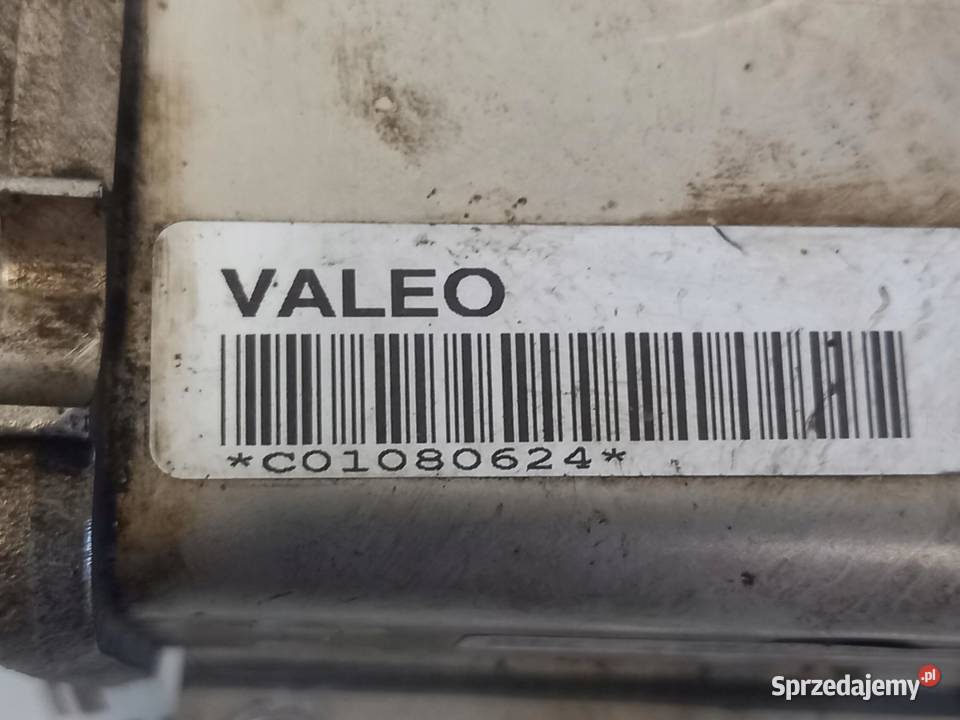 VALEO
*C01080624*
Sprzedajemy.pl